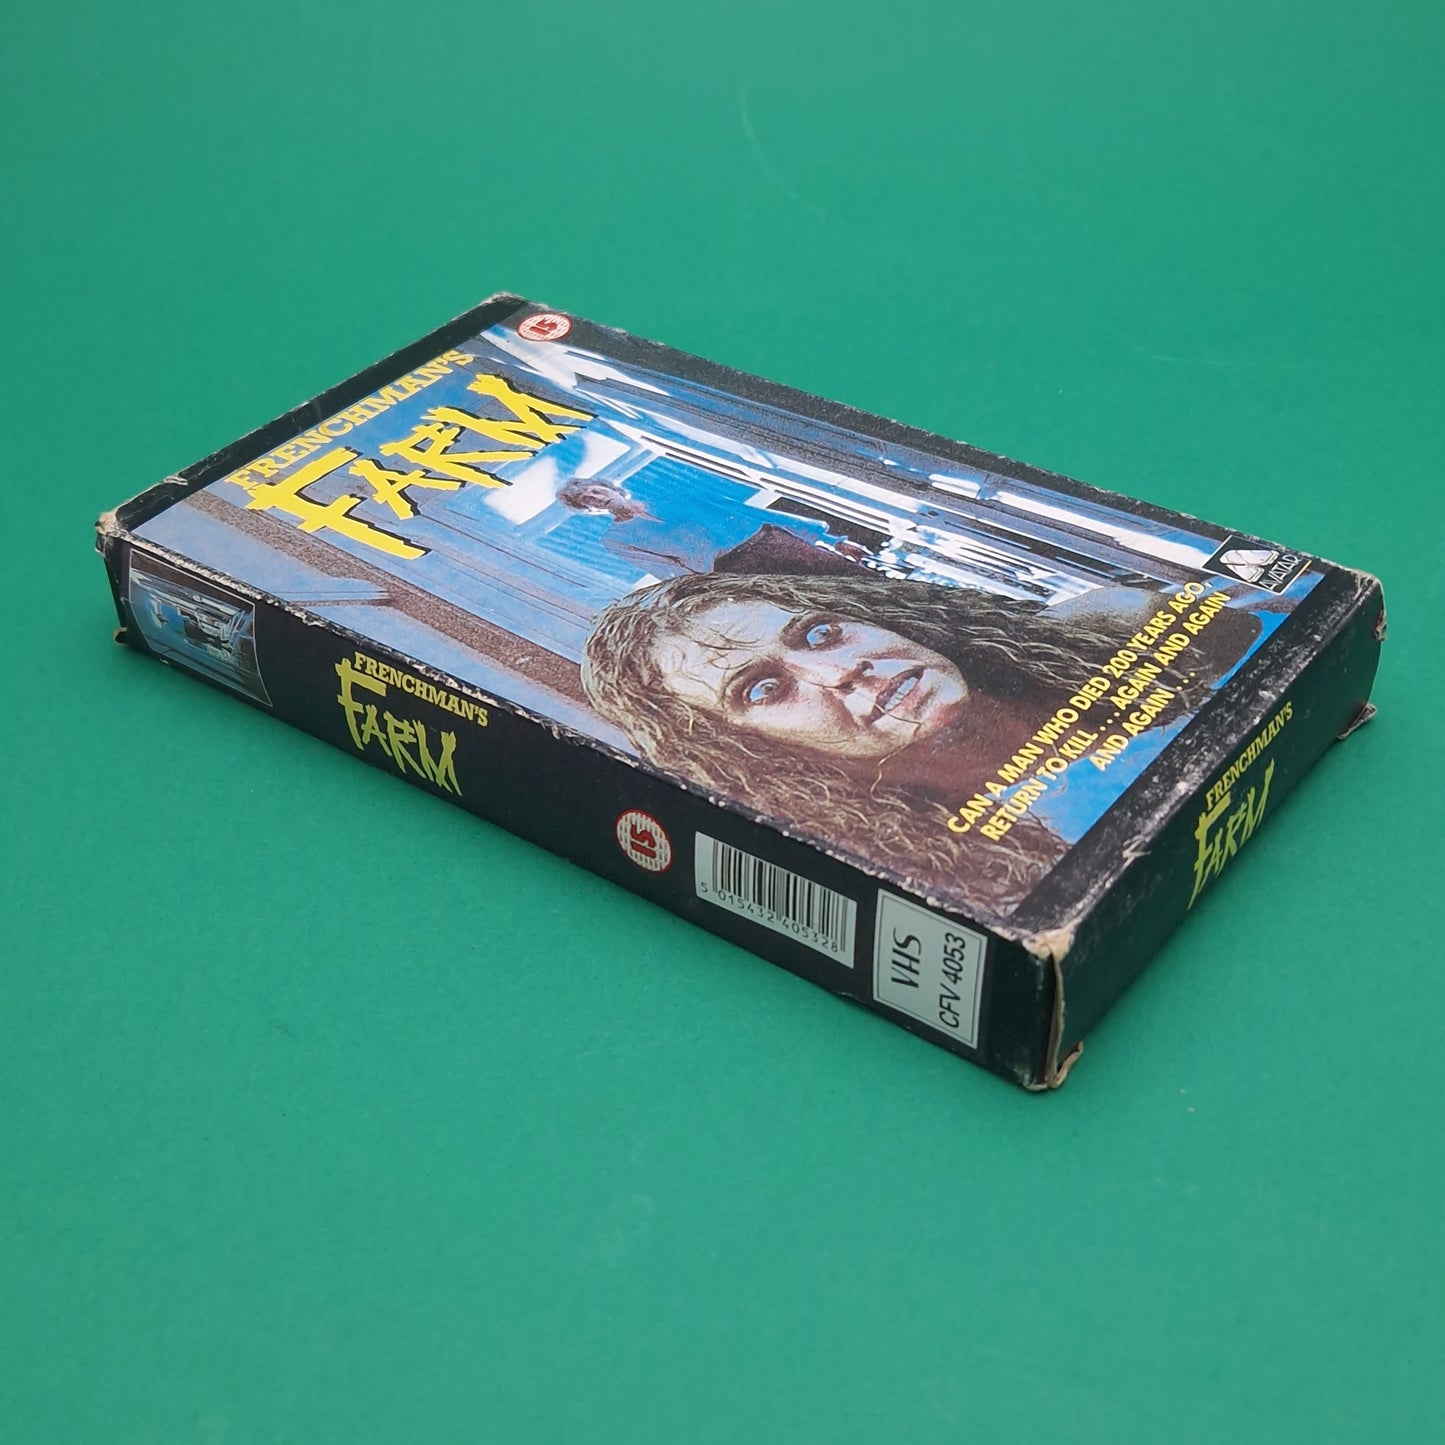 15
FRENCHMAN'S
FARM
AVATAR
CAN A MAN WHO DIED 200 YEARS AGO,
RETURN TO KILL . . . AGAIN AND AGAIN
AND AGAIN . . .
FRENCHMAN'S
FARM
15
5 015432 405328
VHS
CFV 4053
FRENCHMAN'S
FARM